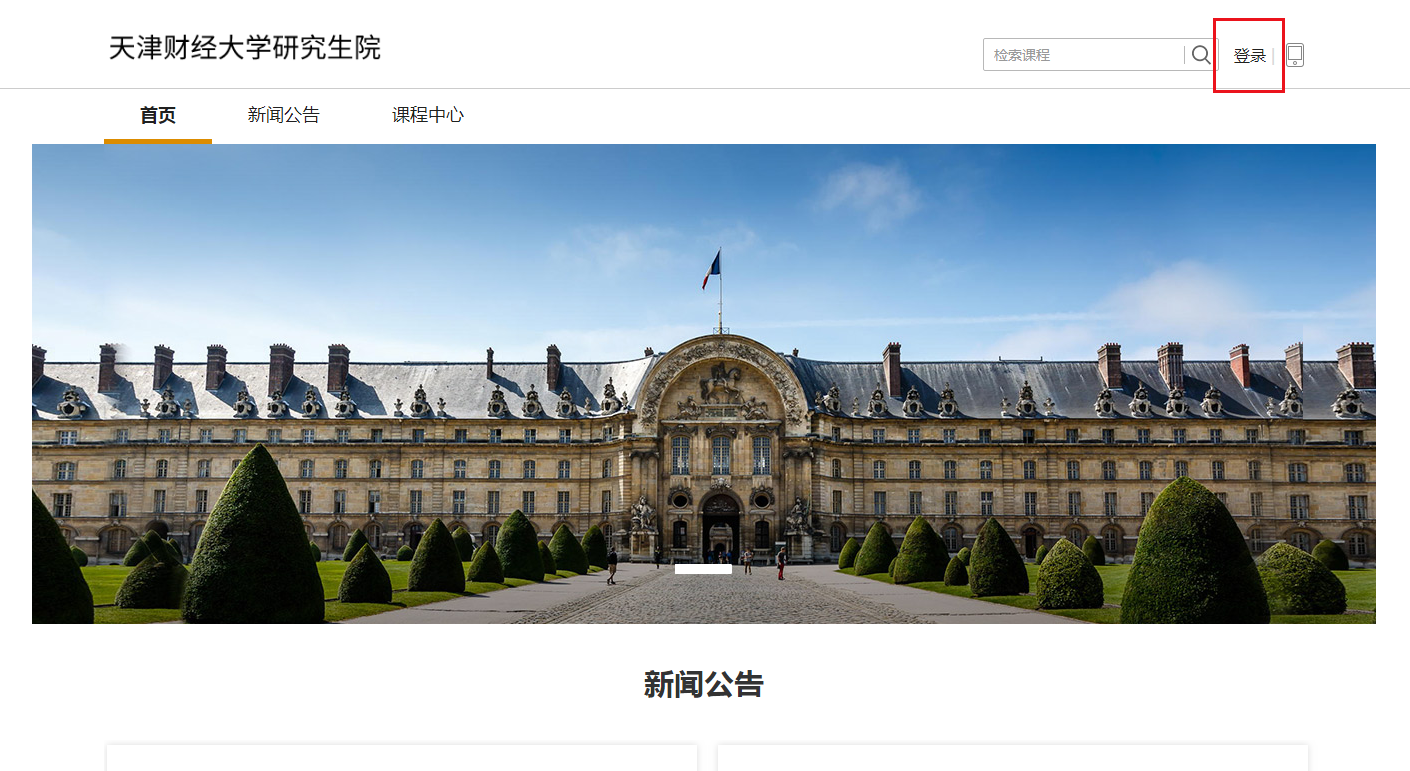 天津财经大学研究生院
检索课程
登录
首页 新闻公告 课程中心
新闻公告